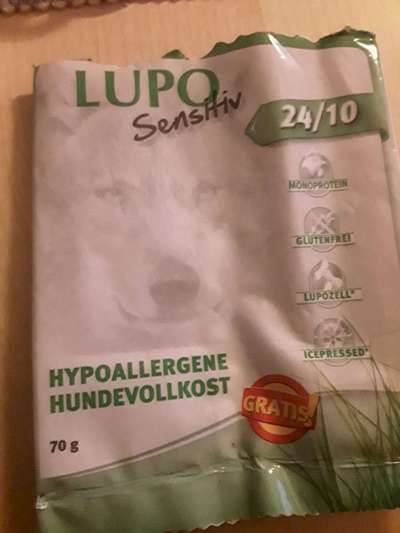 LUPO
Sensitiv
24/10
MONOPROTEIN
GLUTENFREI
LUPOZELL®
ICEPRESSED®
HYPOALLERGENE
HUNDEVOLLKOST
GRATIS!
70 g